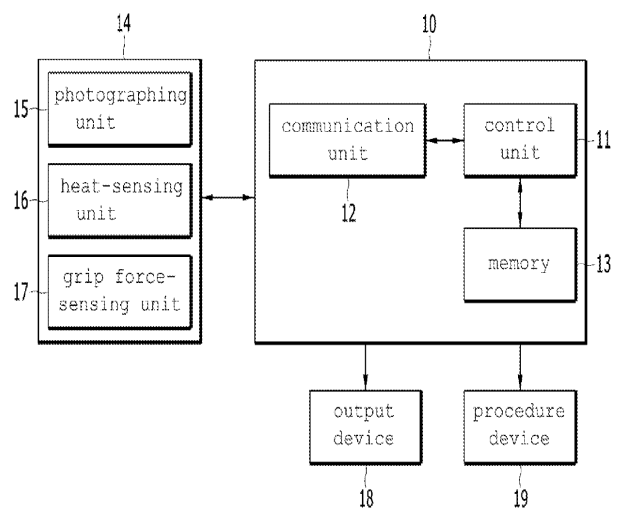 14
10
15
photographing
unit
16
heat-sensing
unit
17
grip force-
sensing unit
communication
unit
12
control
unit
11
memory
13
output
device
18
procedure
device
19